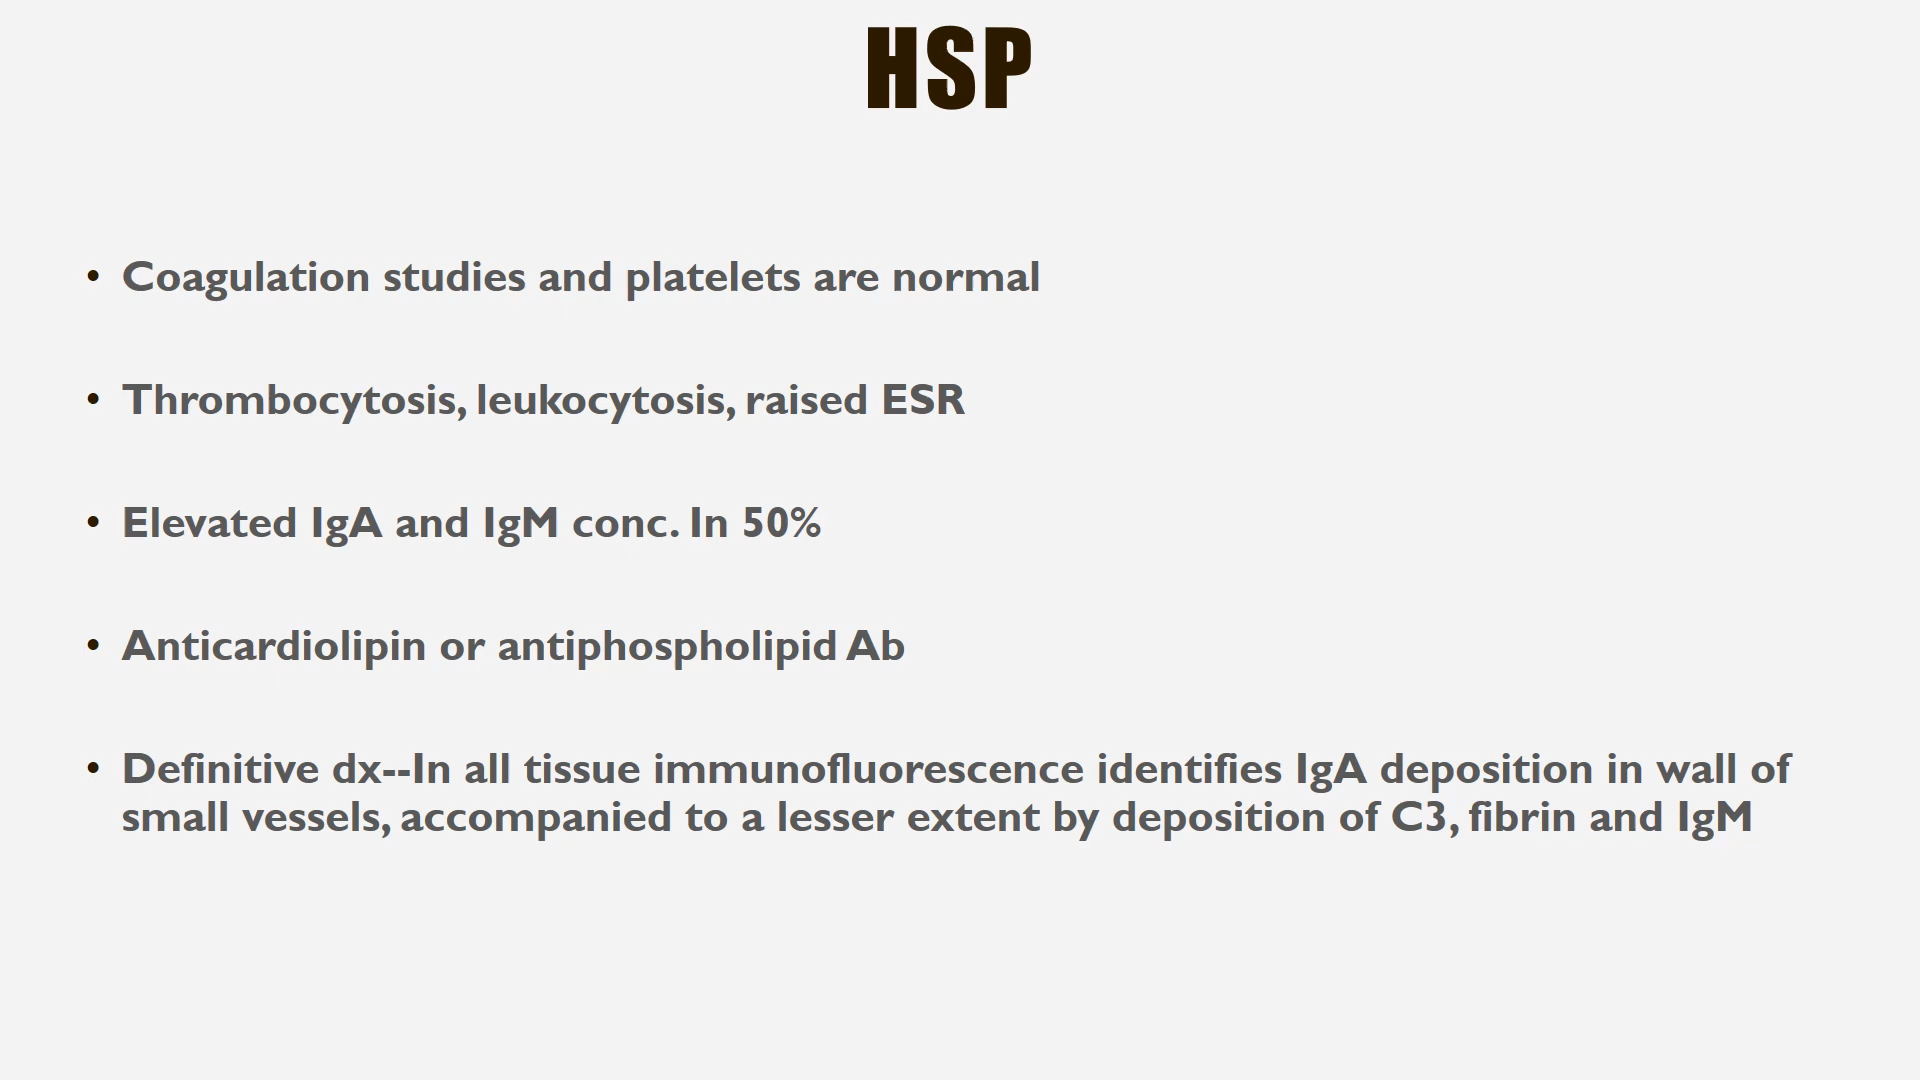 HSP
• Coagulation studies and platelets are normal
• Thrombocytosis, leukocytosis, raised ESR
• Elevated IgA and IgM conc. In 50%
• Anticardiolipin or antiphospholipid Ab
• Definitive dx--In all tissue immunofluorescence identifies IgA deposition in wall of
small vessels, accompanied to a lesser extent by deposition of C3, fibrin and IgM